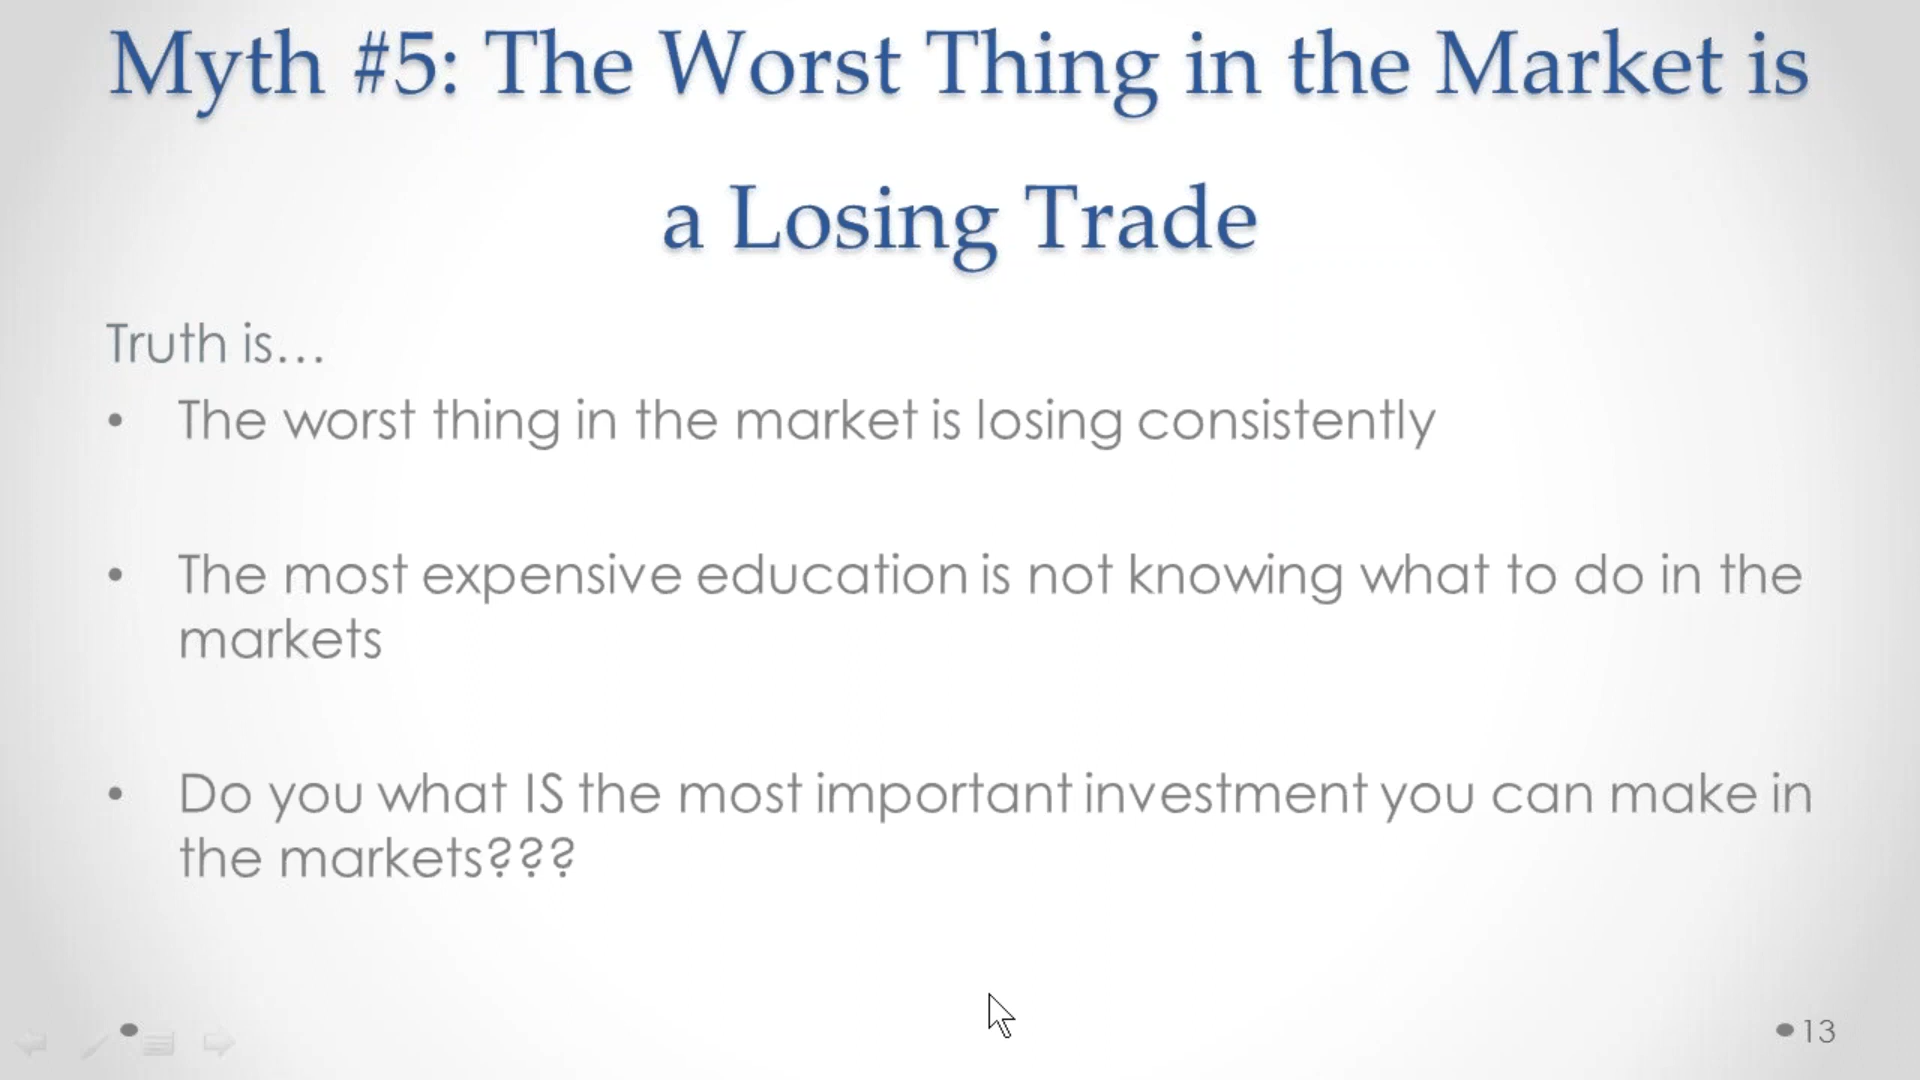 Myth #5: The Worst Thing in the Market is
a Losing Trade
Truth is...
• The worst thing in the market is losing consistently
• The most expensive education is not knowing what to do in the
markets
• Do you what IS the most important investment you can make in
the markets???
13